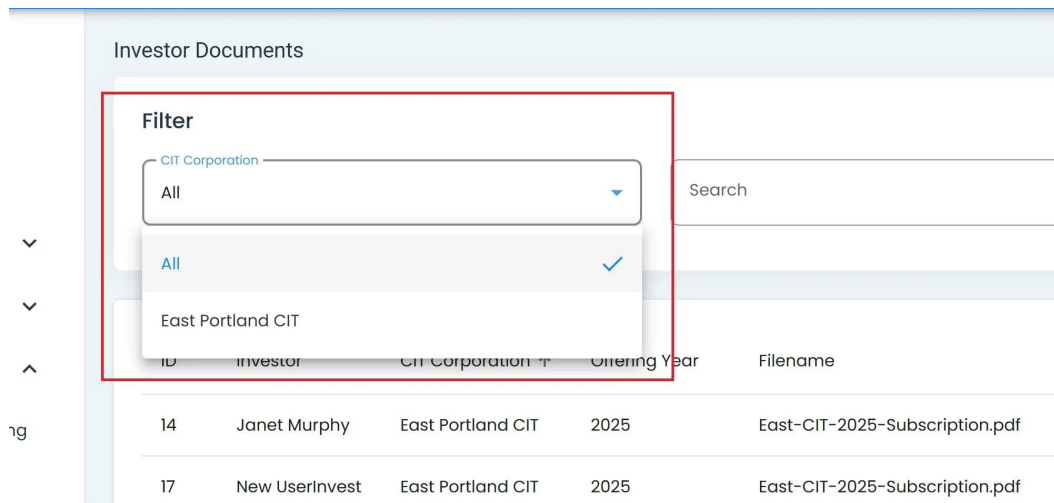 Investor Documents
Filter
CIT Corporation
All
Search
All
East Portland CIT
ID Investor CIT Corporation ↑ Offering Year Filename
14 Janet Murphy East Portland CIT 2025 East-CIT-2025-Subscription.pdf
ng
17 New UserInvest East Portland CIT 2025 East-CIT-2025-Subscription.pdf